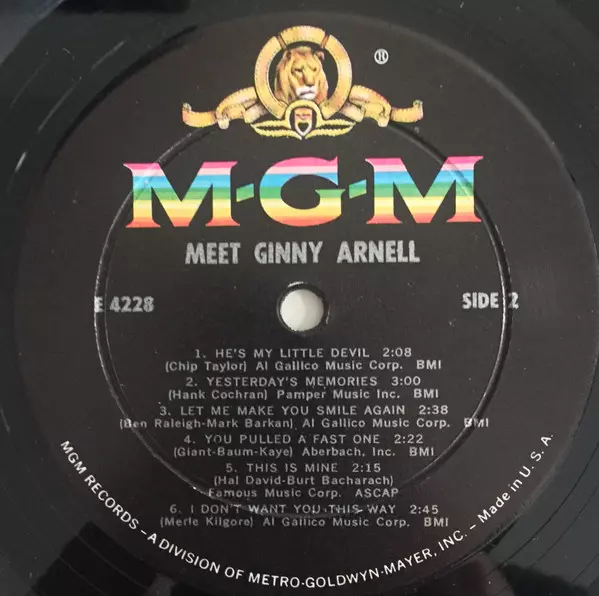 ®
M-G-M
MEET GINNY ARNELL
E 4228
SIDE 2
1. HE'S MY LITTLE DEVIL 2:08
(Chip Taylor) Al Gallico Music Corp. BMI
2. YESTERDAY'S MEMORIES 3:00
(Hank Cochran) Pamper Music Inc. BMI
3. LET ME MAKE YOU SMILE AGAIN 2:38
(Ben Raleigh-Mark Barkan) Al Gallico Music Corp. BMI
4. YOU PULLED A FAST ONE 2:22
(Giant-Baum-Kaye) Aberbach, Inc. BMI
5. THIS IS MINE 2:15
(Hal David-Burt Bacharach)
Famous Music Corp. ASCAP
6. I DON'T WANT YOU THIS WAY 2:45
(Merle Kilgore) Al Gallico Music Corp. BMI
MGM RECORDS – A DIVISION OF METRO-GOLDWYN-MAYER, INC. – Made in U. S. A.